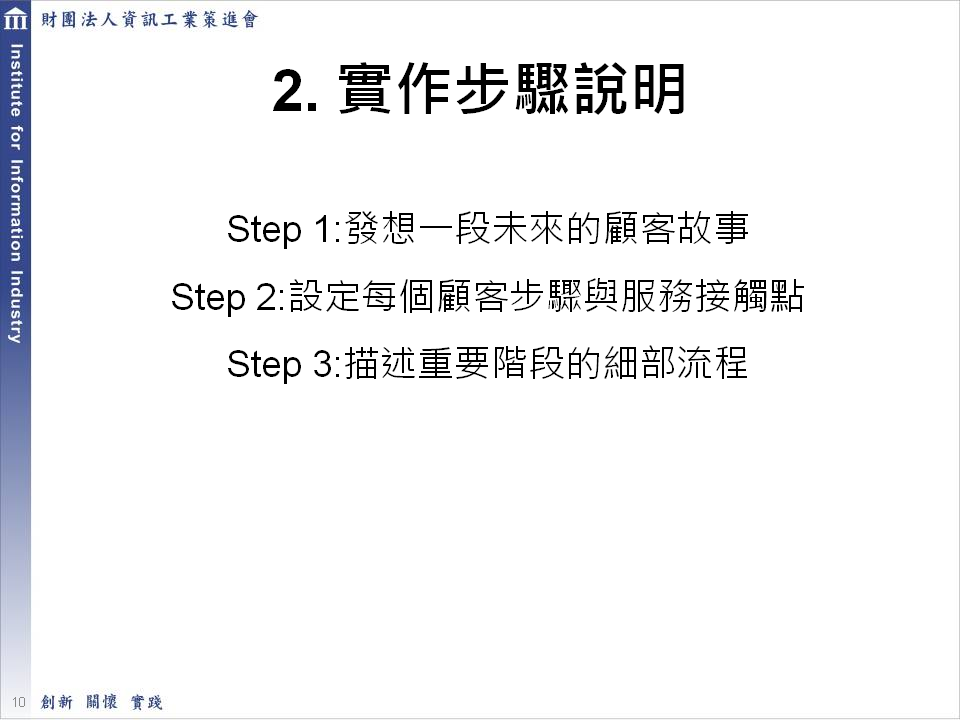 財團法人資訊工業策進會
Institute for Information Industry
2. 實作步驟說明
Step 1:發想一段未來的顧客故事
Step 2:設定每個顧客步驟與服務接觸點
Step 3:描述重要階段的細部流程
10
創新 關懷 實踐